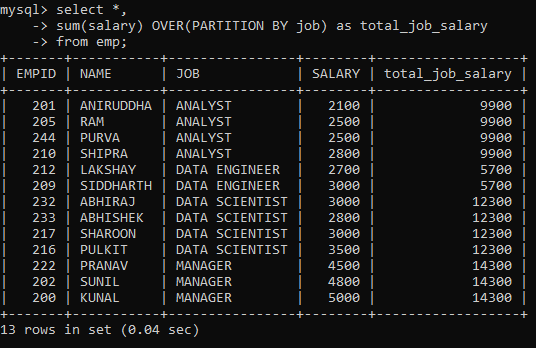 mysql> select *,
    -> sum(salary) OVER(PARTITION BY job) as total_job_salary
    -> from emp;
+-------+------------+----------------+--------+------------------+
| EMPID | NAME       | JOB            | SALARY | total_job_salary |
+-------+------------+----------------+--------+------------------+
|   201 | ANIRUDDHA  | ANALYST        |   2100 |             9900 |
|   205 | RAM        | ANALYST        |   2500 |             9900 |
|   244 | PURVA      | ANALYST        |   2500 |             9900 |
|   210 | SHIPRA     | ANALYST        |   2800 |             9900 |
|   212 | LAKSHAY    | DATA ENGINEER  |   2700 |             5700 |
|   209 | SIDDHARTH  | DATA ENGINEER  |   3000 |             5700 |
|   232 | ABHIRAJ    | DATA SCIENTIST |   3000 |            12300 |
|   233 | ABHISHEK   | DATA SCIENTIST |   2800 |            12300 |
|   217 | SHAROON    | DATA SCIENTIST |   3000 |            12300 |
|   216 | PULKIT     | DATA SCIENTIST |   3500 |            12300 |
|   222 | PRANAV     | MANAGER        |   4500 |            14300 |
|   202 | SUNIL      | MANAGER        |   4800 |            14300 |
|   200 | KUNAL      | MANAGER        |   5000 |            14300 |
+-------+------------+----------------+--------+------------------+
13 rows in set (0.04 sec)